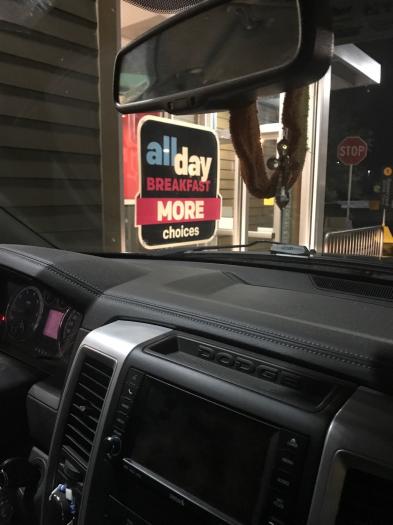 all day
BREAKFAST
MORE
choices
STOP
DODGE